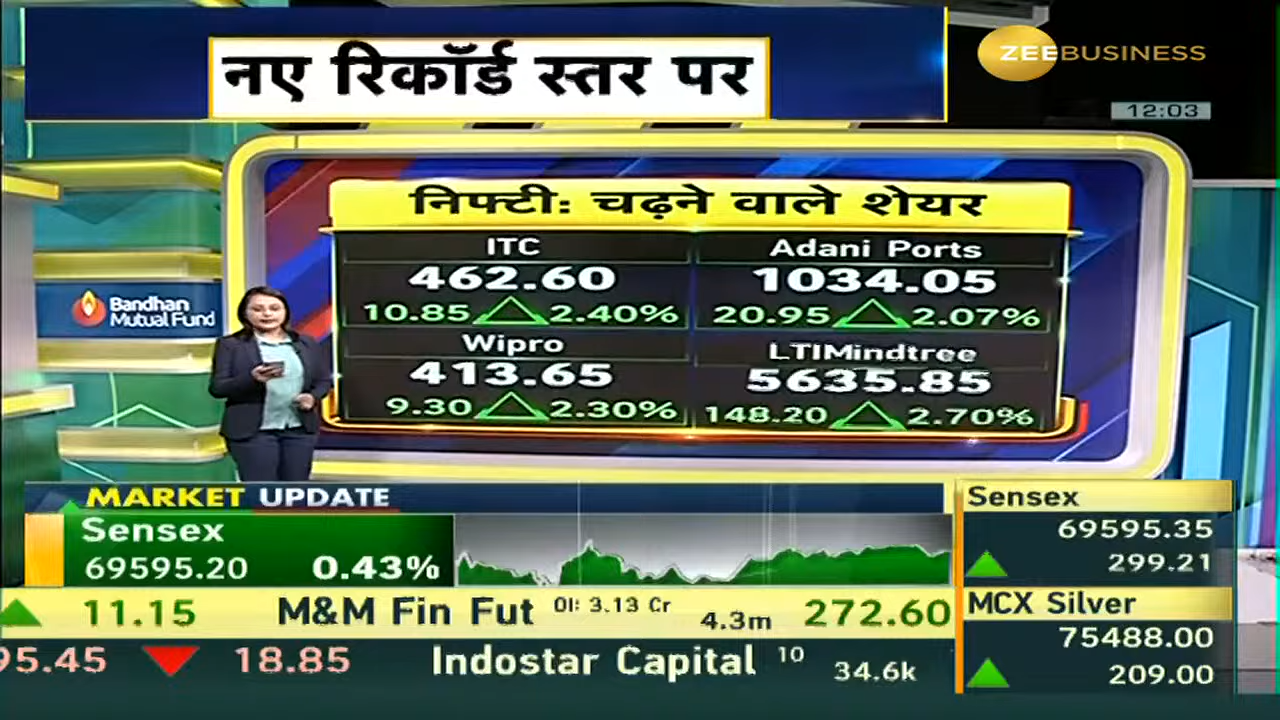 नए रिकॉर्ड स्तर पर
ZEEBUSINESS
12:03
निफ्टी: चढ़ने वाले शेयर
ITC
462.60
10.85 2.40%
Adani Ports
1034.05
20.95 2.07%
Wipro
413.65
9.30 2.30%
LTIMindtree
5635.85
148.20 2.70%
Bandhan
Mutual Fund
MARKET UPDATE
Sensex
69595.20 0.43%
Sensex
69595.35
299.21
MCX Silver
75488.00
209.00
11.15 M&M Fin Fut OI: 3.13 Cr 4.3m 272.60
95.45 18.85 Indostar Capital 10 34.6k